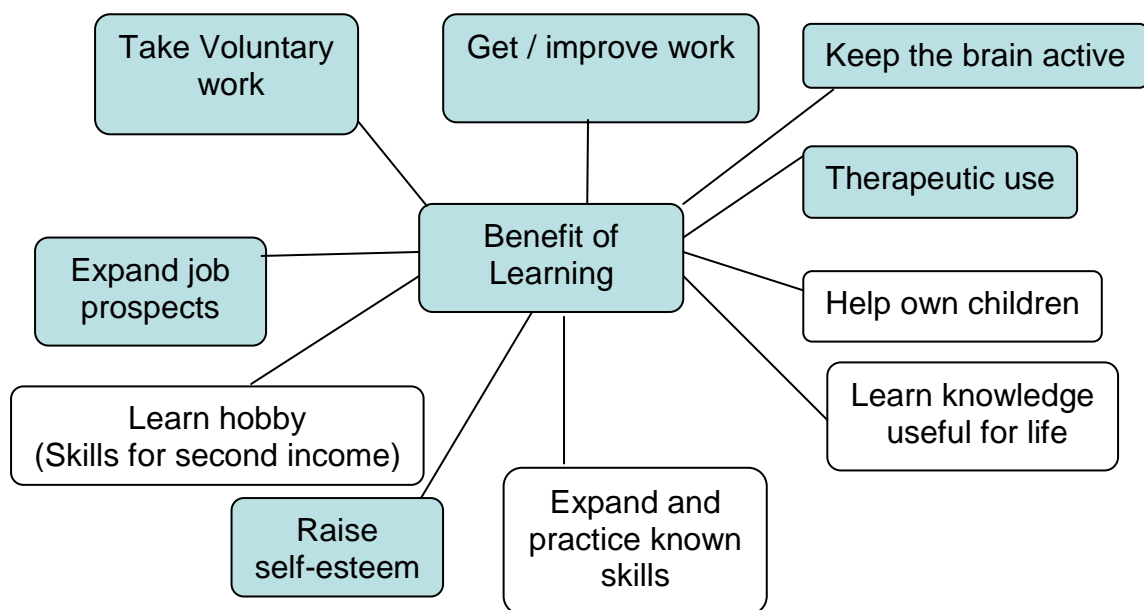 Take Voluntary
work
Get / improve work
Keep the brain active
Therapeutic use
Benefit of
Learning
Expand job
prospects
Help own children
Learn knowledge
useful for life
Learn hobby
(Skills for second income)
Raise
self-esteem
Expand and
practice known
skills